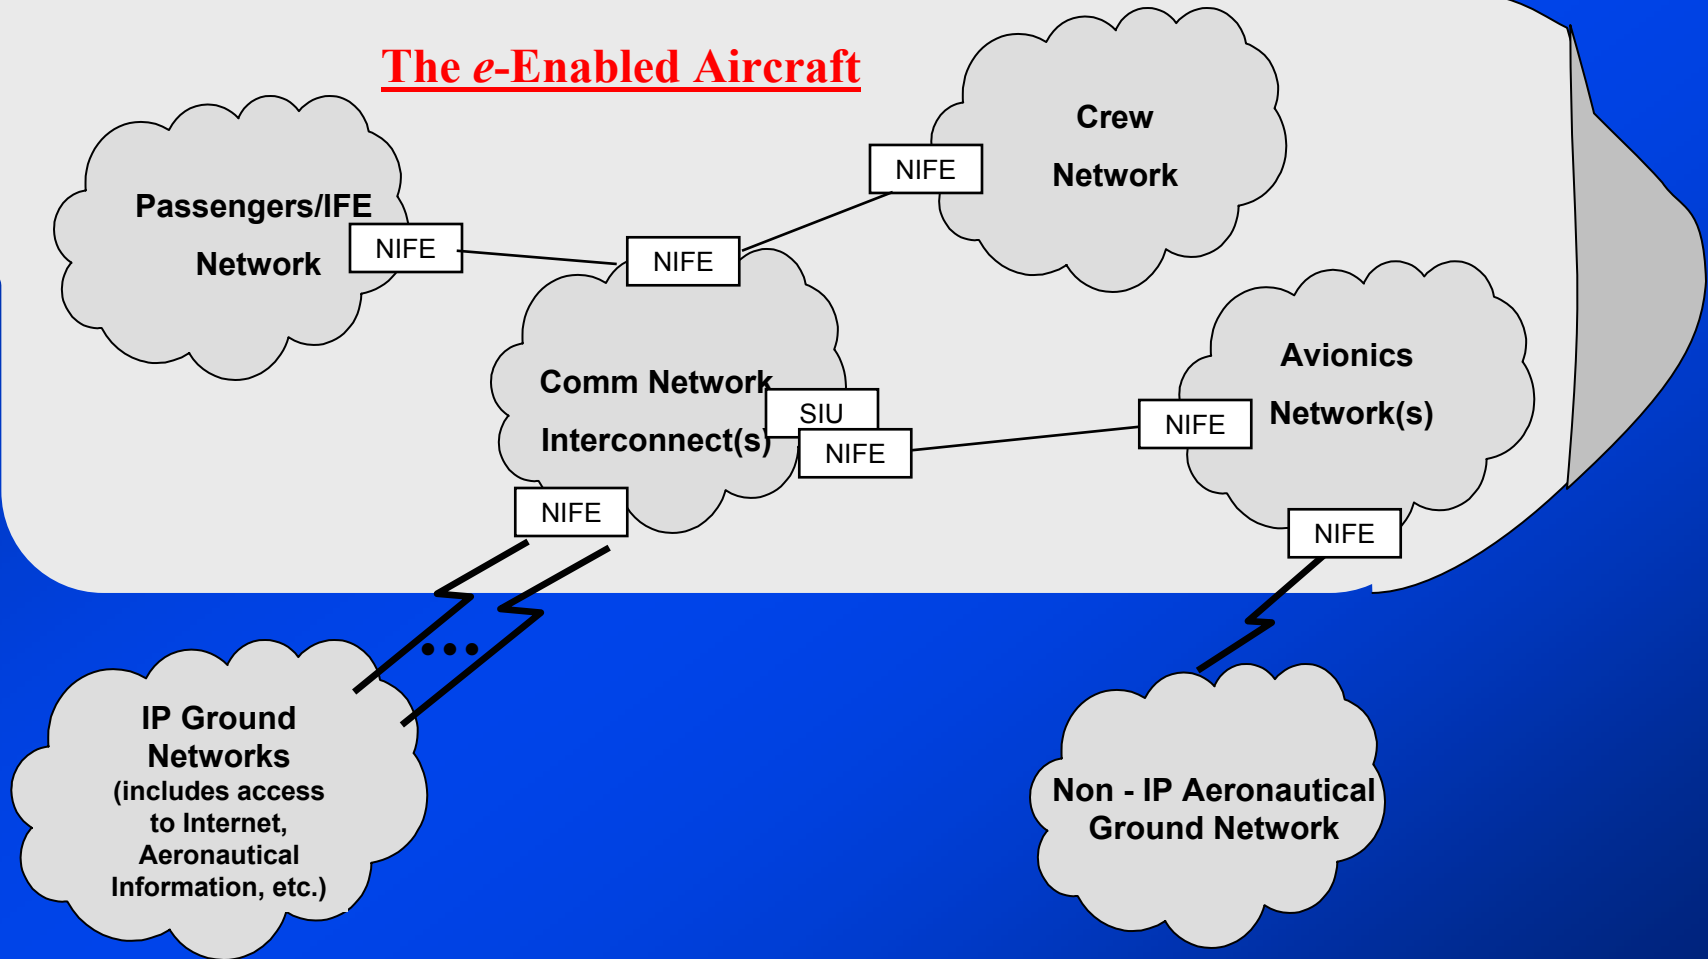 The e-Enabled Aircraft
Crew
Network
NIFE
Passengers/IFE
Network
NIFE
NIFE
Comm Network
Interconnect(s)
SIU
NIFE
NIFE
Avionics
Network(s)
NIFE
NIFE
...
IP Ground
Networks
(includes access
to Internet,
Aeronautical
Information, etc.)
Non - IP Aeronautical
Ground Network